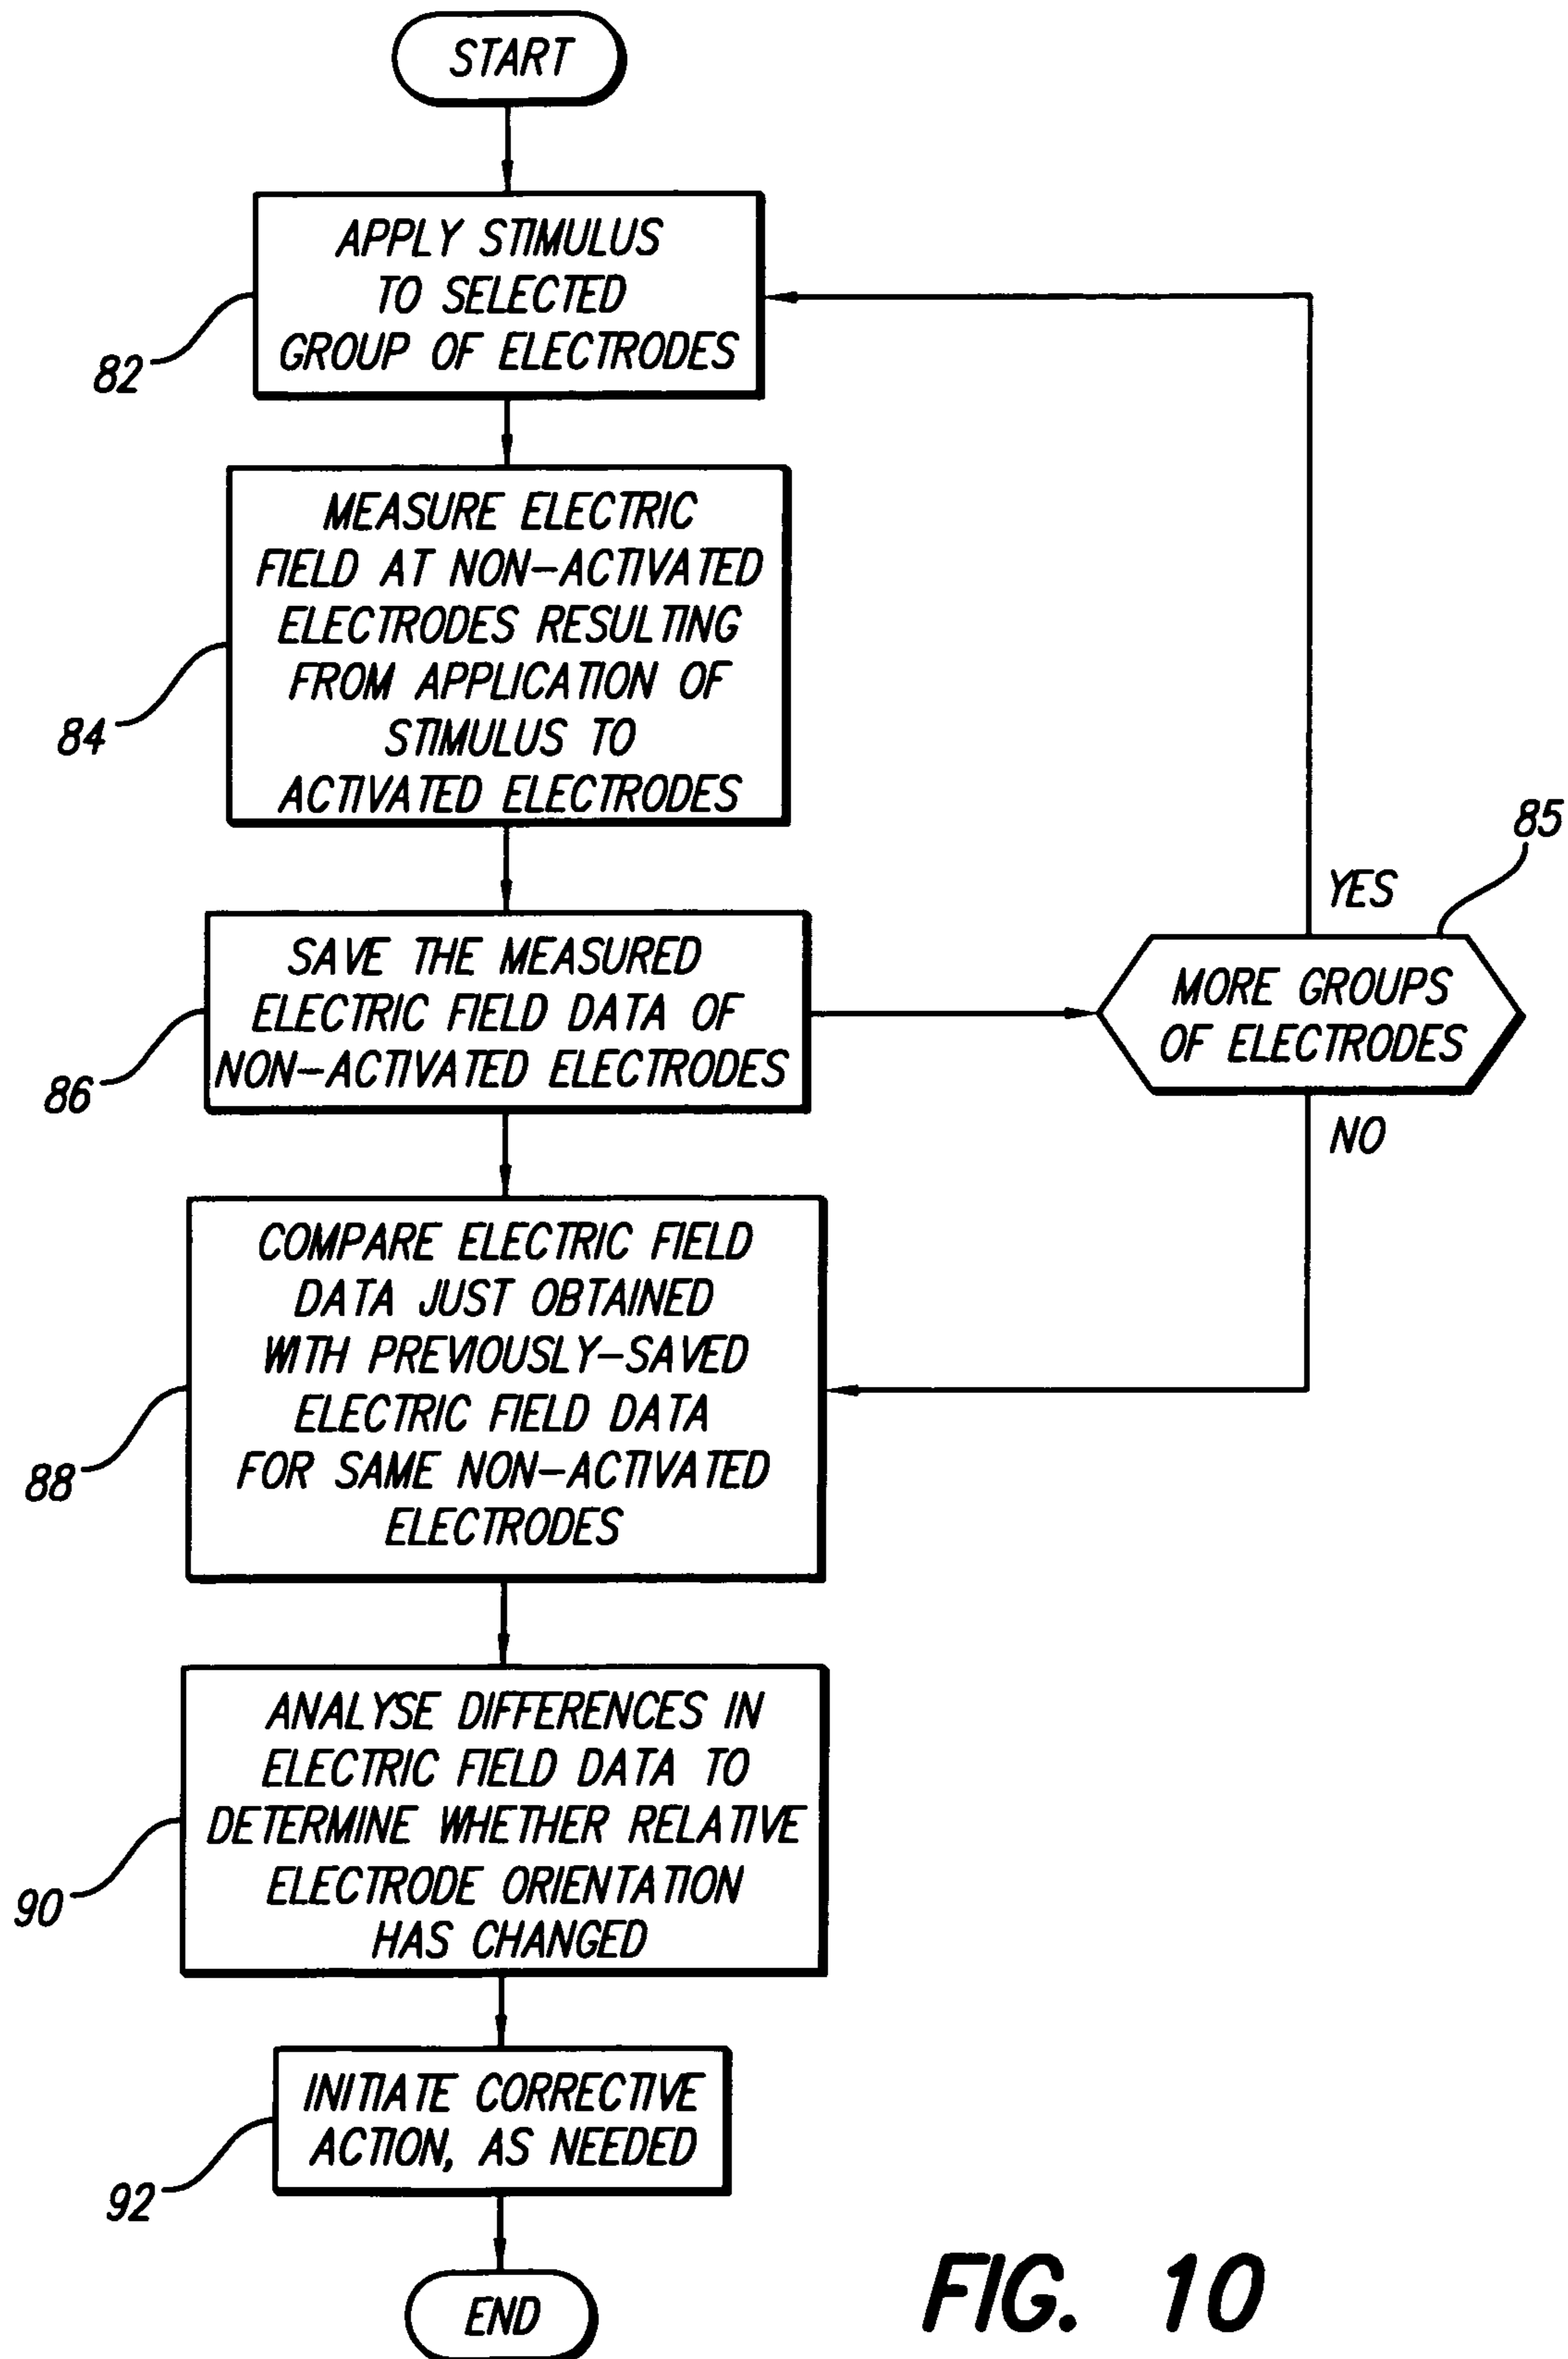 START
APPLY STIMULUS
TO SELECTED
GROUP OF ELECTRODES
82
MEASURE ELECTRIC
FIELD AT NON-ACTIVATED
ELECTRODES RESULTING
FROM APPLICATION OF
STIMULUS TO
ACTIVATED ELECTRODES
84
85
YES
SAVE THE MEASURED
ELECTRIC FIELD DATA OF
NON-ACTIVATED ELECTRODES
86
MORE GROUPS
OF ELECTRODES
NO
COMPARE ELECTRIC FIELD
DATA JUST OBTAINED
WITH PREVIOUSLY-SAVED
ELECTRIC FIELD DATA
FOR SAME NON-ACTIVATED
ELECTRODES
88
ANALYSE DIFFERENCES IN
ELECTRIC FIELD DATA TO
DETERMINE WHETHER RELATIVE
ELECTRODE ORIENTATION
HAS CHANGED
90
INITIATE CORRECTIVE
ACTION, AS NEEDED
92
END
FIG. 10